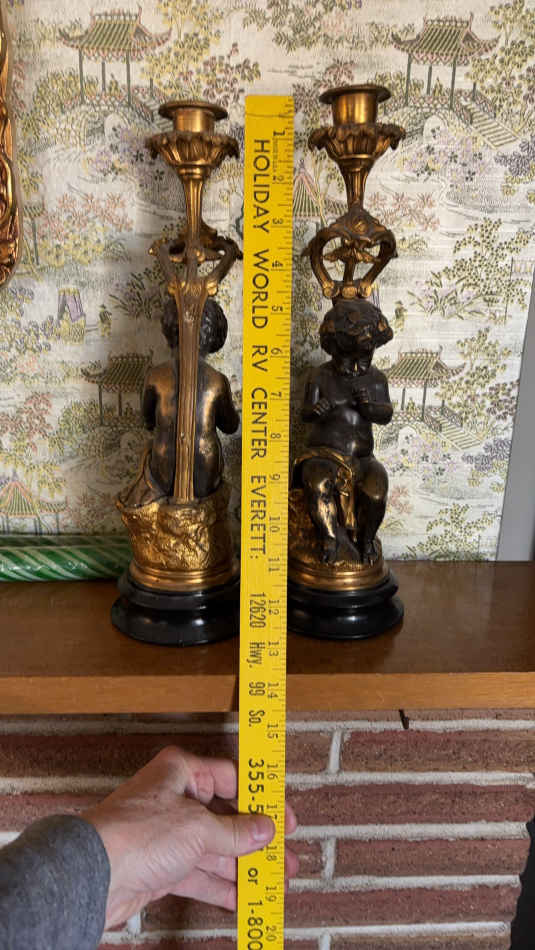 HOLIDAY WORLD RV CENTER EVERETT: 12620 Hwy. 99 So. 355-5 or 1-800
1 2 3 4 5 6 7 8 9 10 11 12 13 14 15 16 17 18 19 20